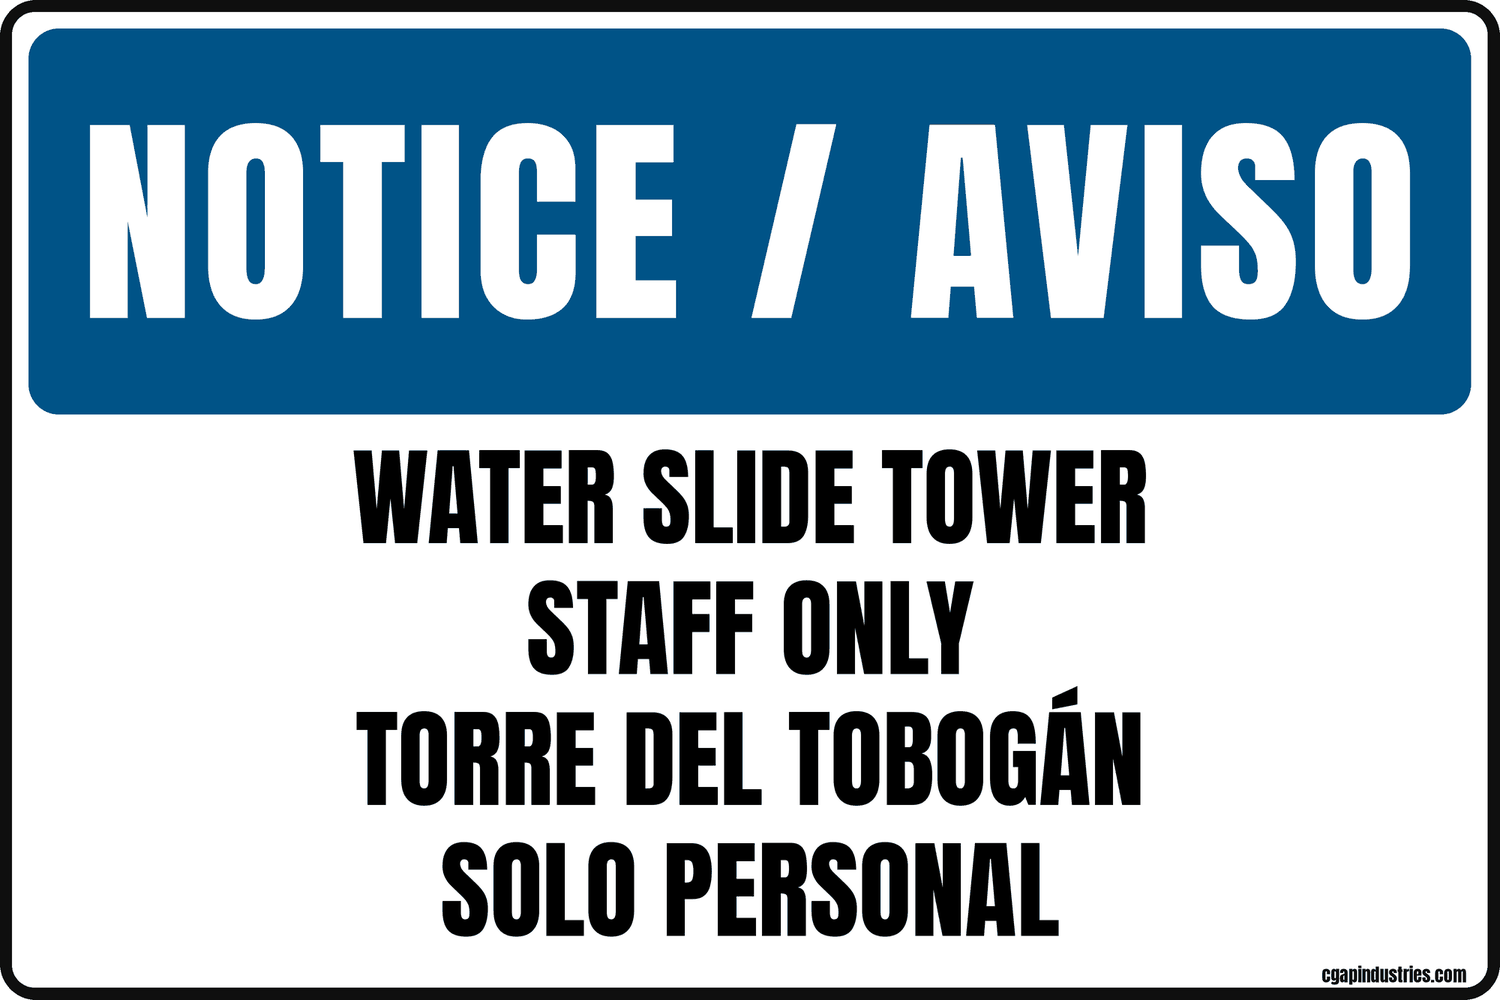 NOTICE / AVISO
WATER SLIDE TOWER
STAFF ONLY
TORRE DEL TOBOGÁN
SOLO PERSONAL
cgapindustries.com